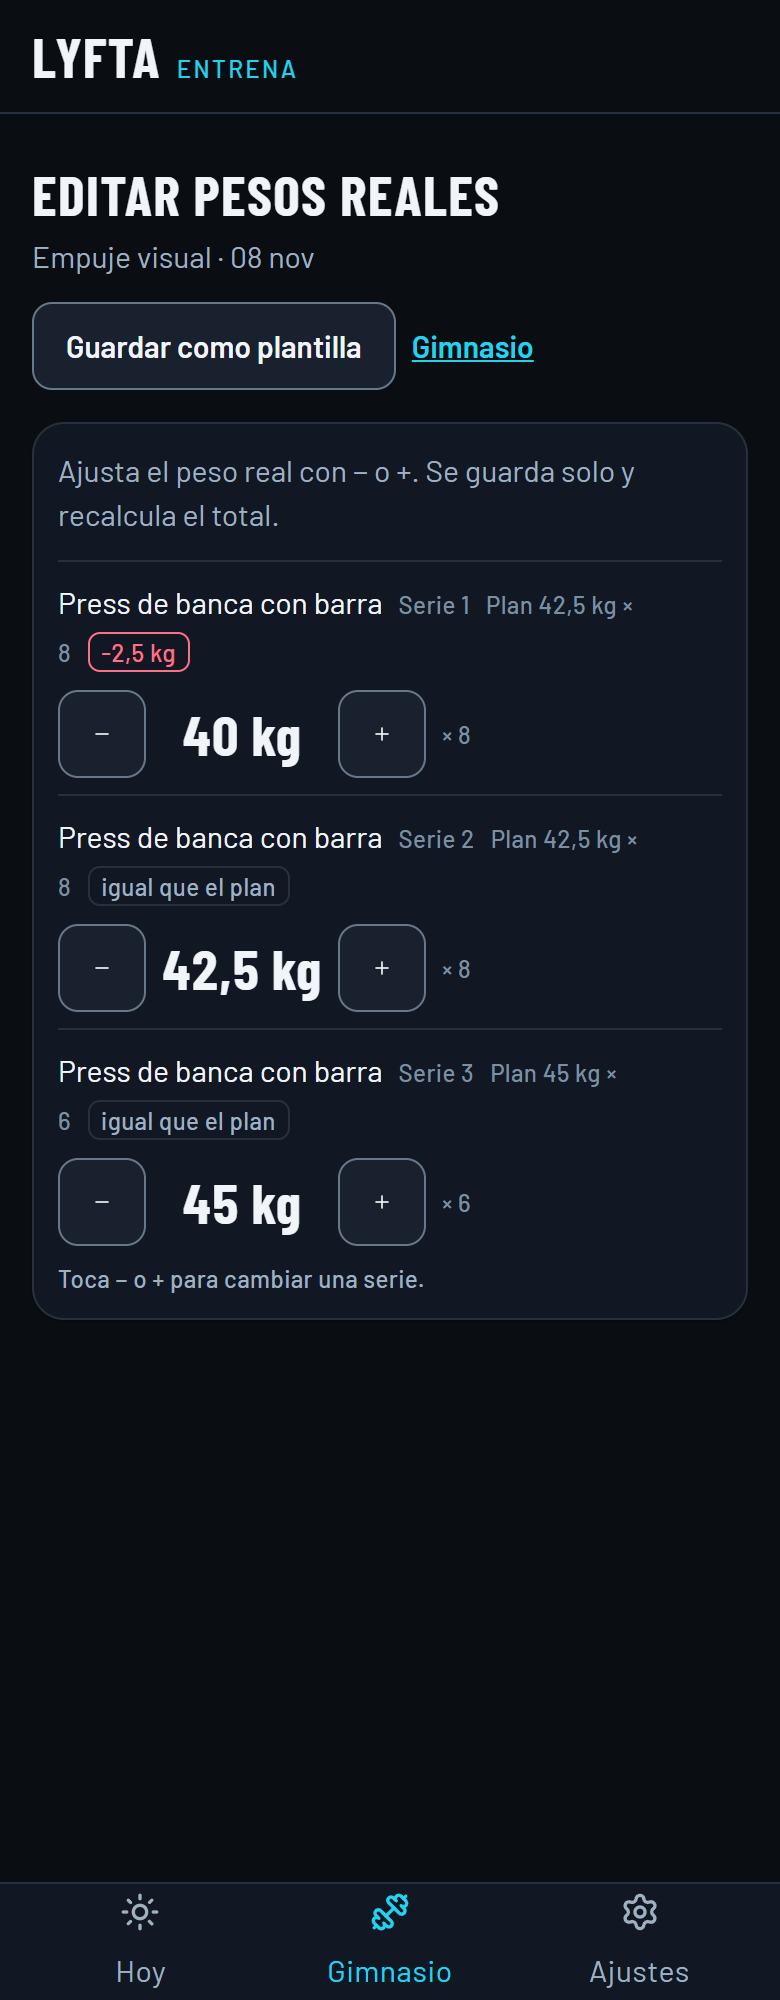 LYFTA ENTRENA
EDITAR PESOS REALES
Empuje visual · 08 nov
Guardar como plantilla Gimnasio
Ajusta el peso real con − o +. Se guarda solo y
recalcula el total.
Press de banca con barra Serie 1 Plan 42,5 kg ×
8 -2,5 kg
− 40 kg + × 8
Press de banca con barra Serie 2 Plan 42,5 kg ×
8 igual que el plan
− 42,5 kg + × 8
Press de banca con barra Serie 3 Plan 45 kg ×
6 igual que el plan
− 45 kg + × 6
Toca − o + para cambiar una serie.
Hoy Gimnasio Ajustes